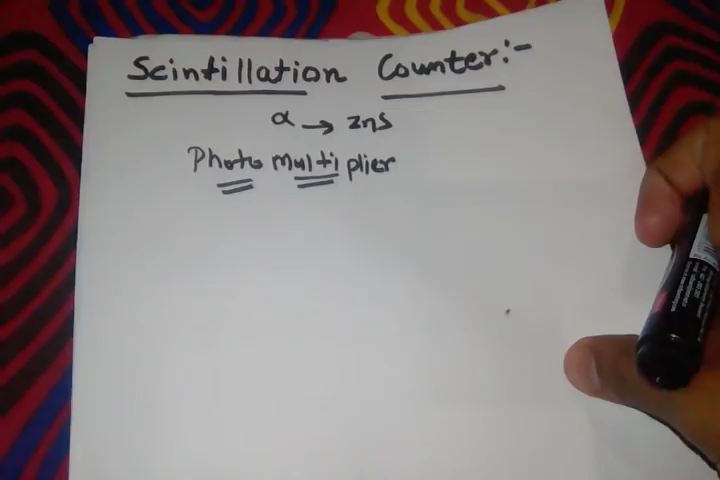 Scintillation Counter:-
α → zns
Photo multiplier